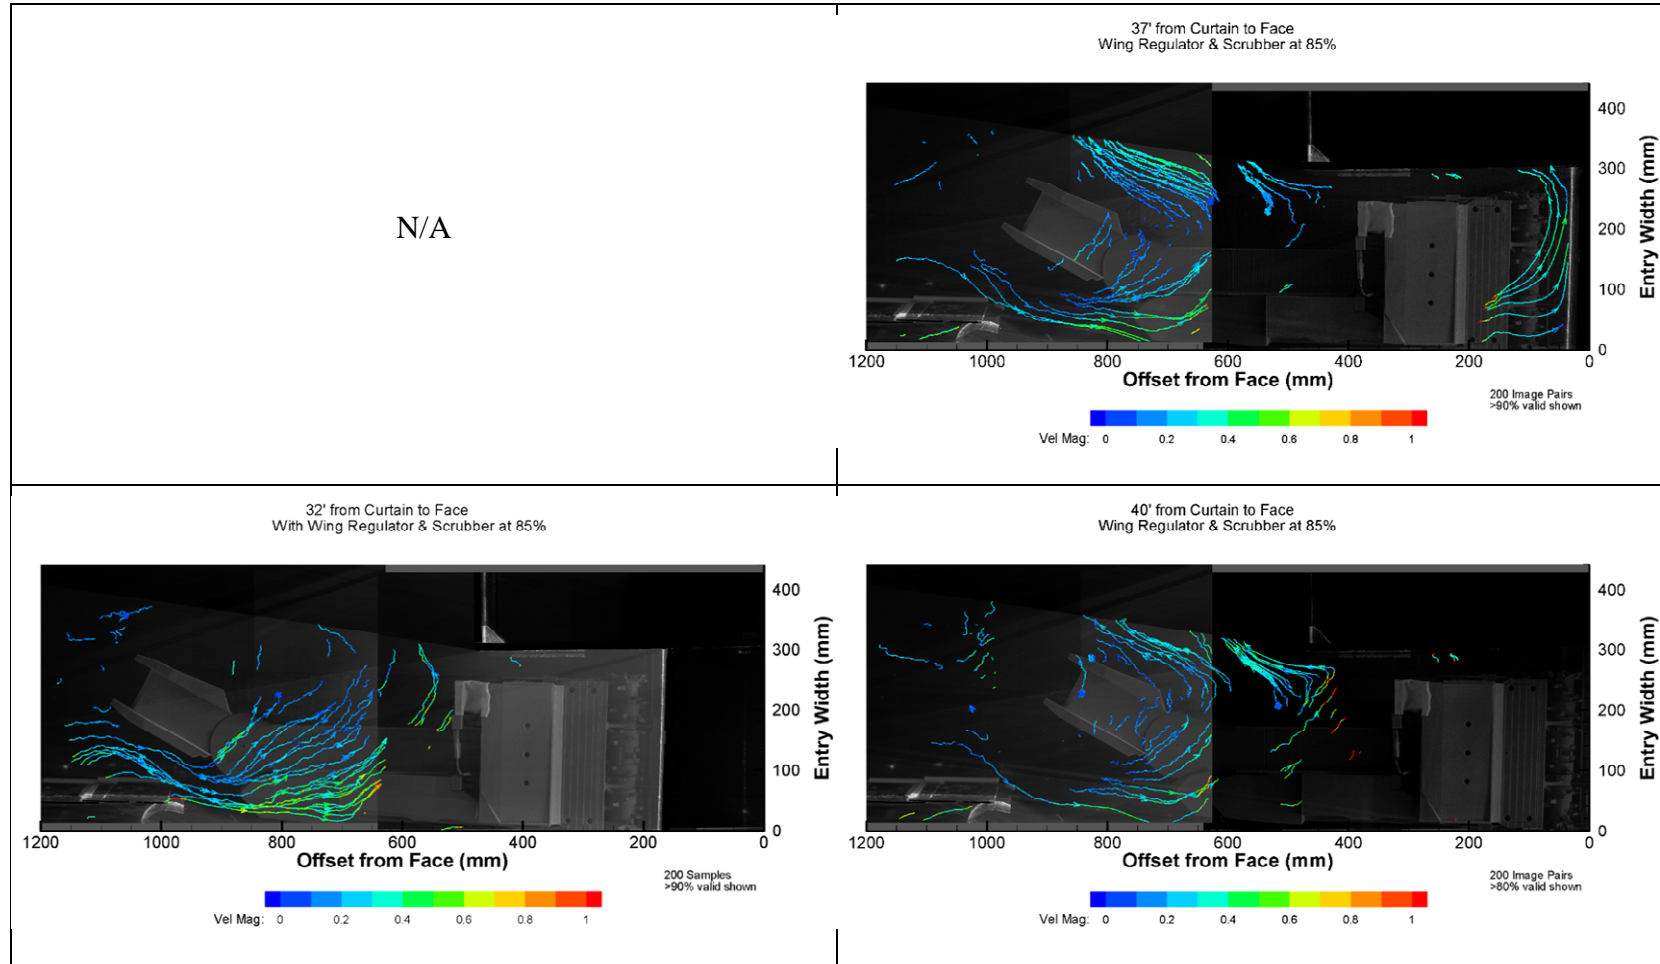 N/A
37' from Curtain to Face
Wing Regulator & Scrubber at 85%
400
300
200
100
0
Entry Width (mm)
1200 1000 800 600 400 200 0
Offset from Face (mm)
200 Image Pairs
>90% valid shown
Vel Mag: 0 0.2 0.4 0.6 0.8 1
32' from Curtain to Face
With Wing Regulator & Scrubber at 85%
400
300
200
100
0
Entry Width (mm)
1200 1000 800 600 400 200 0
Offset from Face (mm)
200 Samples
>90% valid shown
Vel Mag: 0 0.2 0.4 0.6 0.8 1
40' from Curtain to Face
Wing Regulator & Scrubber at 85%
400
300
200
100
0
Entry Width (mm)
1200 1000 800 600 400 200 0
Offset from Face (mm)
200 Image Pairs
>80% valid shown
Vel Mag: 0 0.2 0.4 0.6 0.8 1